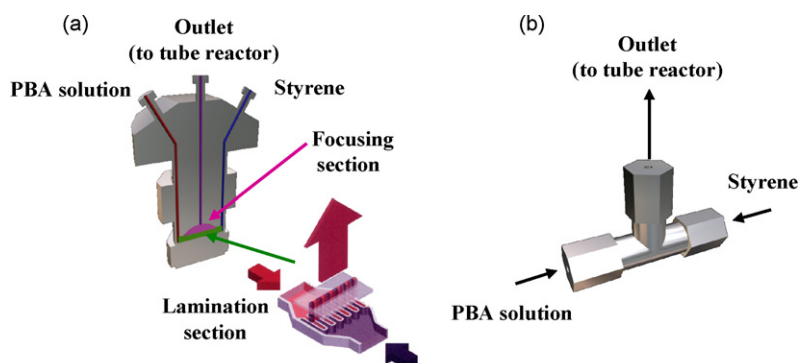 (a)
Outlet
(to tube reactor)
PBA solution
Styrene
Focusing
section
Lamination
section
(b)
Outlet
(to tube reactor)
Styrene
PBA solution